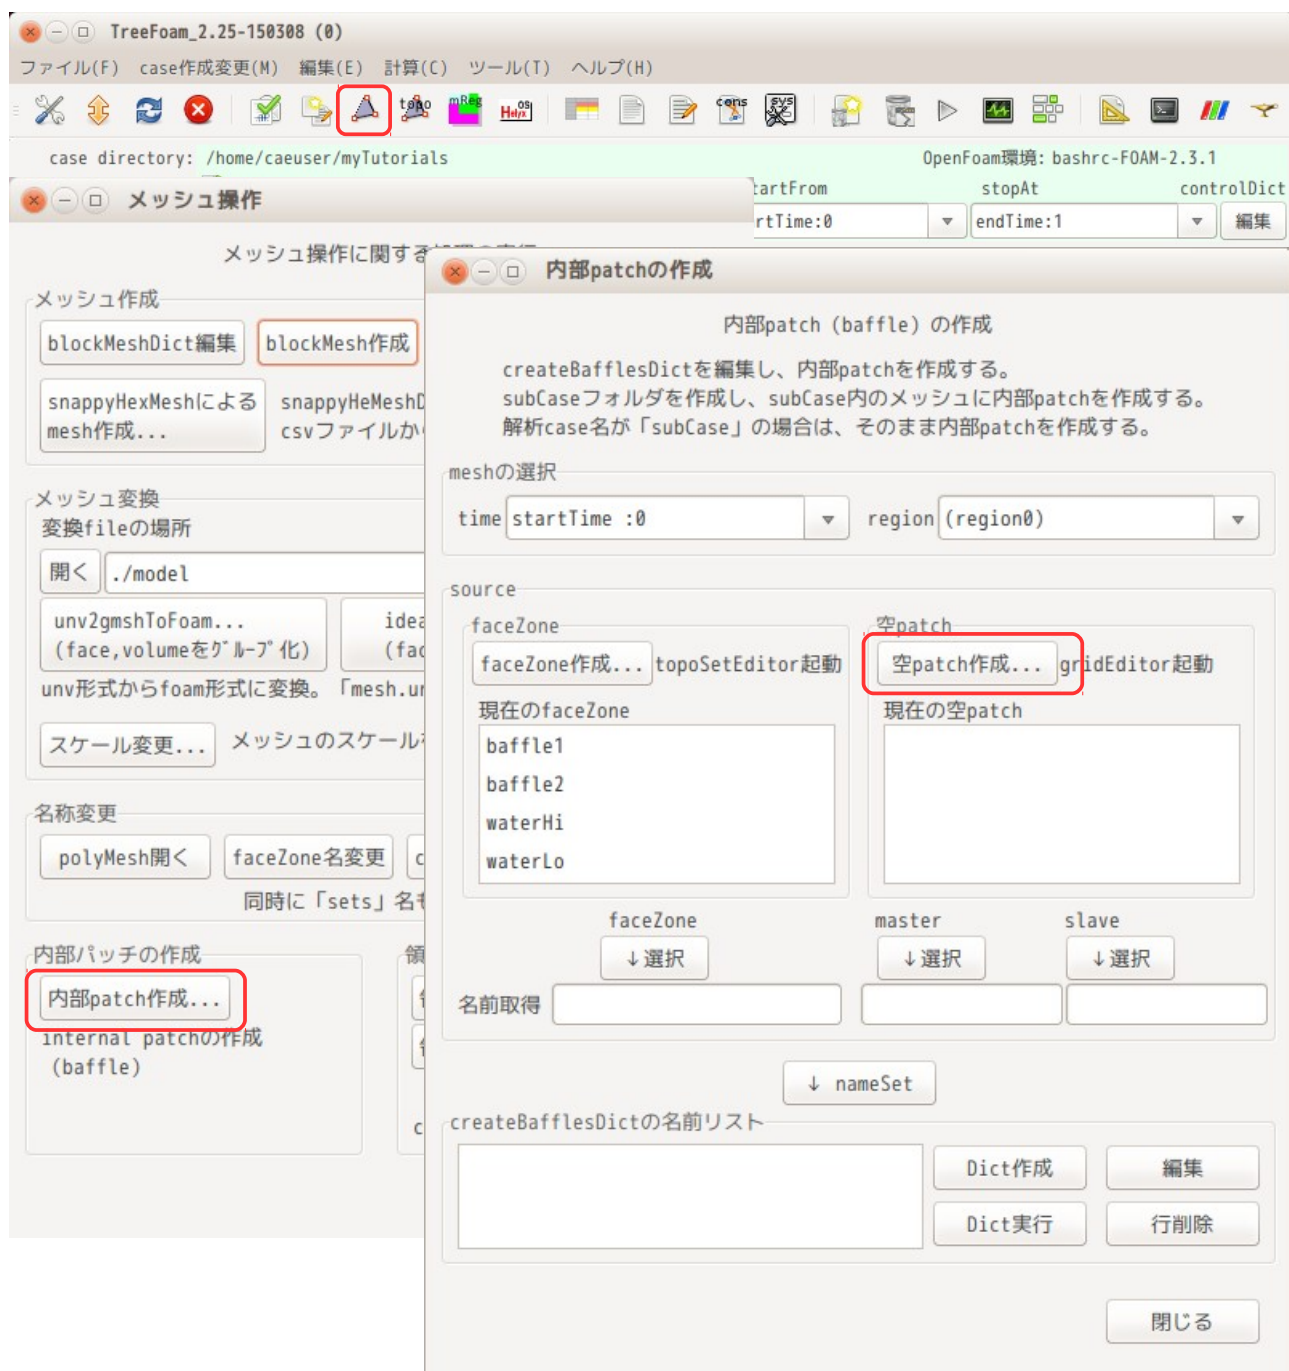 TreeFoam_2.25-150308 (0)
ファイル(F) case作成変更(M) 編集(E) 計算(C) ツール(T) ヘルプ(H)
topo mReg OS cons sys
case directory: /home/caeuser/myTutorials OpenFoam環境: bashrc-FOAM-2.3.1
tartFrom stopAt controlDict
rtTime:0 endTime:1 編集
メッシュ操作
メッシュ操作に関する
メッシュ作成
blockMeshDict編集 blockMesh作成
snappyHexMeshによる
mesh作成...
snappyHeMeshD
csvファイルか
メッシュ変換
変換fileの場所
開く ./model
unv2gmshToFoam...
(face,volumeをグループ化)
idea
(fac
unv形式からfoam形式に変換。「mesh.un
スケール変更... メッシュのスケール
名称変更
polyMesh開く faceZone名変更 c
同時に「sets」名
内部パッチの作成
内部patch作成...
internal patchの作成
(baffle)
領
c
内部patchの作成
内部patch (baffle) の作成
createBafflesDictを編集し、内部patchを作成する。
subCaseフォルダを作成し、subCase内のメッシュに内部patchを作成する。
解析case名が「subCase」の場合は、そのまま内部patchを作成する。
meshの選択
time startTime :0 region (region0)
source
faceZone
faceZone作成... topoSetEditor起動
現在のfaceZone
baffle1
baffle2
waterHi
waterLo
空patch
空patch作成... gridEditor起動
現在の空patch
faceZone master slave
↓選択 ↓選択 ↓選択
名前取得
↓ nameSet
createBafflesDictの名前リスト
Dict作成 編集
Dict実行 行削除
閉じる